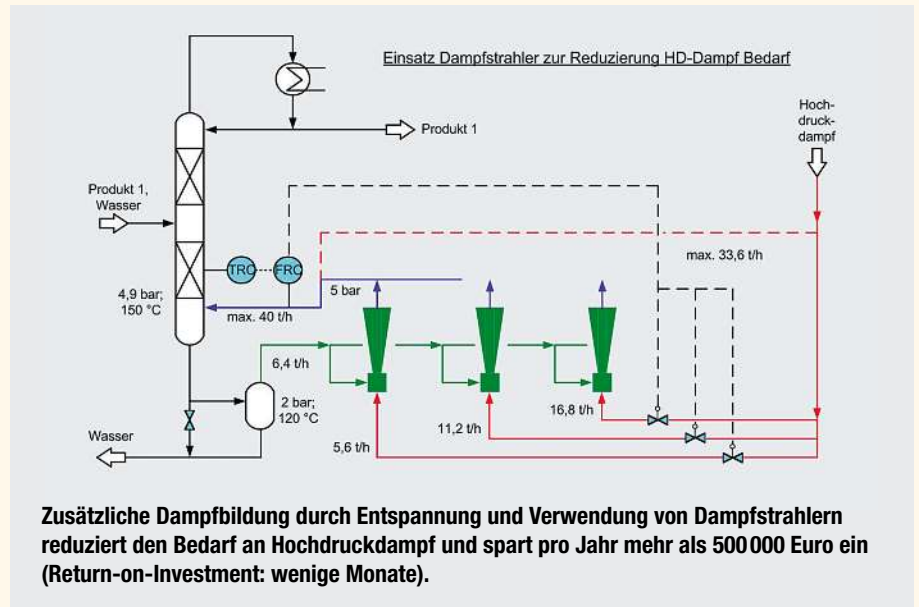 Einsatz Dampfstrahler zur Reduzierung HD-Dampf Bedarf
Hoch-
druck-
dampf
Produkt 1
Produkt 1,
Wasser
TRC
FRC
max. 33,6 t/h
4,9 bar;
150 °C
5 bar
max. 40 t/h
6,4 t/h
2 bar;
120 °C
16,8 t/h
11,2 t/h
5,6 t/h
Wasser
Zusätzliche Dampfbildung durch Entspannung und Verwendung von Dampfstrahlern
reduziert den Bedarf an Hochdruckdampf und spart pro Jahr mehr als 500 000 Euro ein
(Return-on-Investment: wenige Monate).